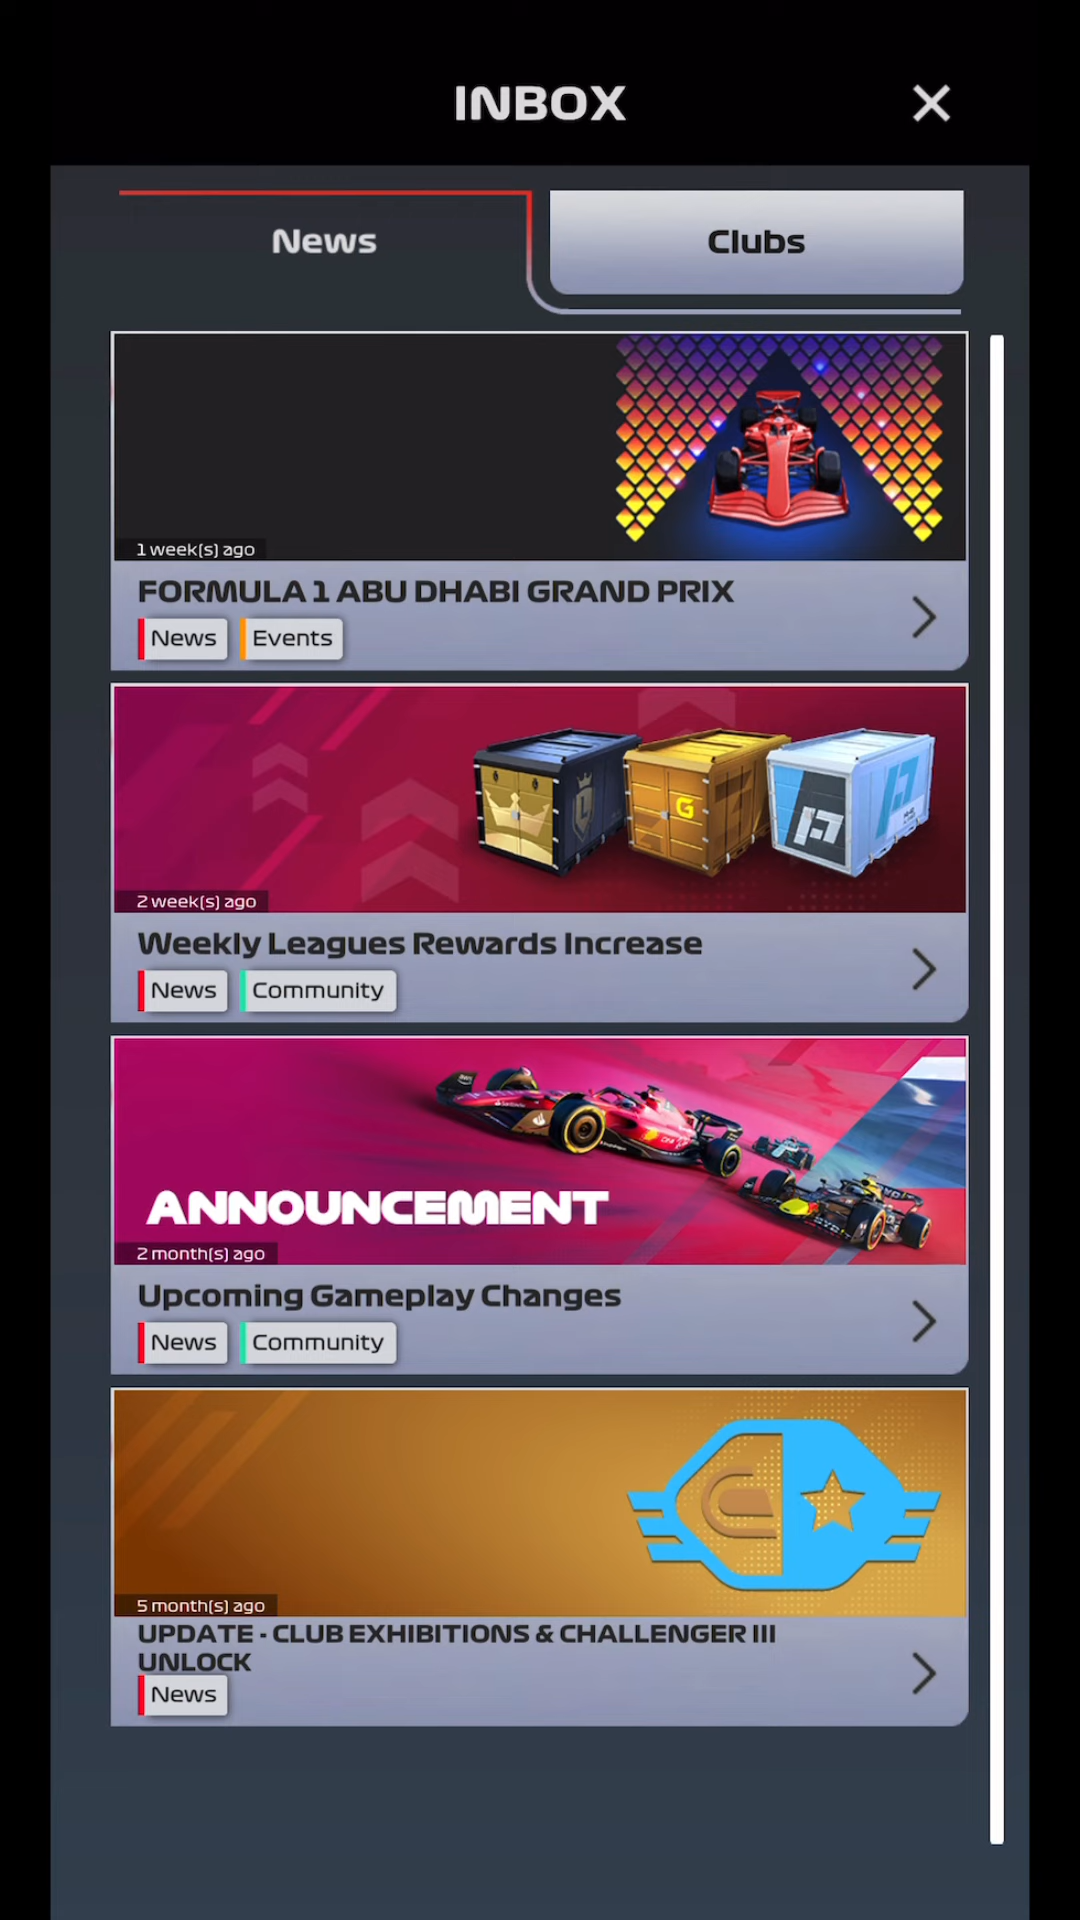 INBOX
News
Clubs
1 week(s) ago
FORMULA 1 ABU DHABI GRAND PRIX
News
Events
L
G
2 week(s) ago
Weekly Leagues Rewards Increase
News
Community
ANNOUNCEMENT
2 month(s) ago
Upcoming Gameplay Changes
News
Community
5 month(s) ago
UPDATE - CLUB EXHIBITIONS & CHALLENGER III
UNLOCK
News